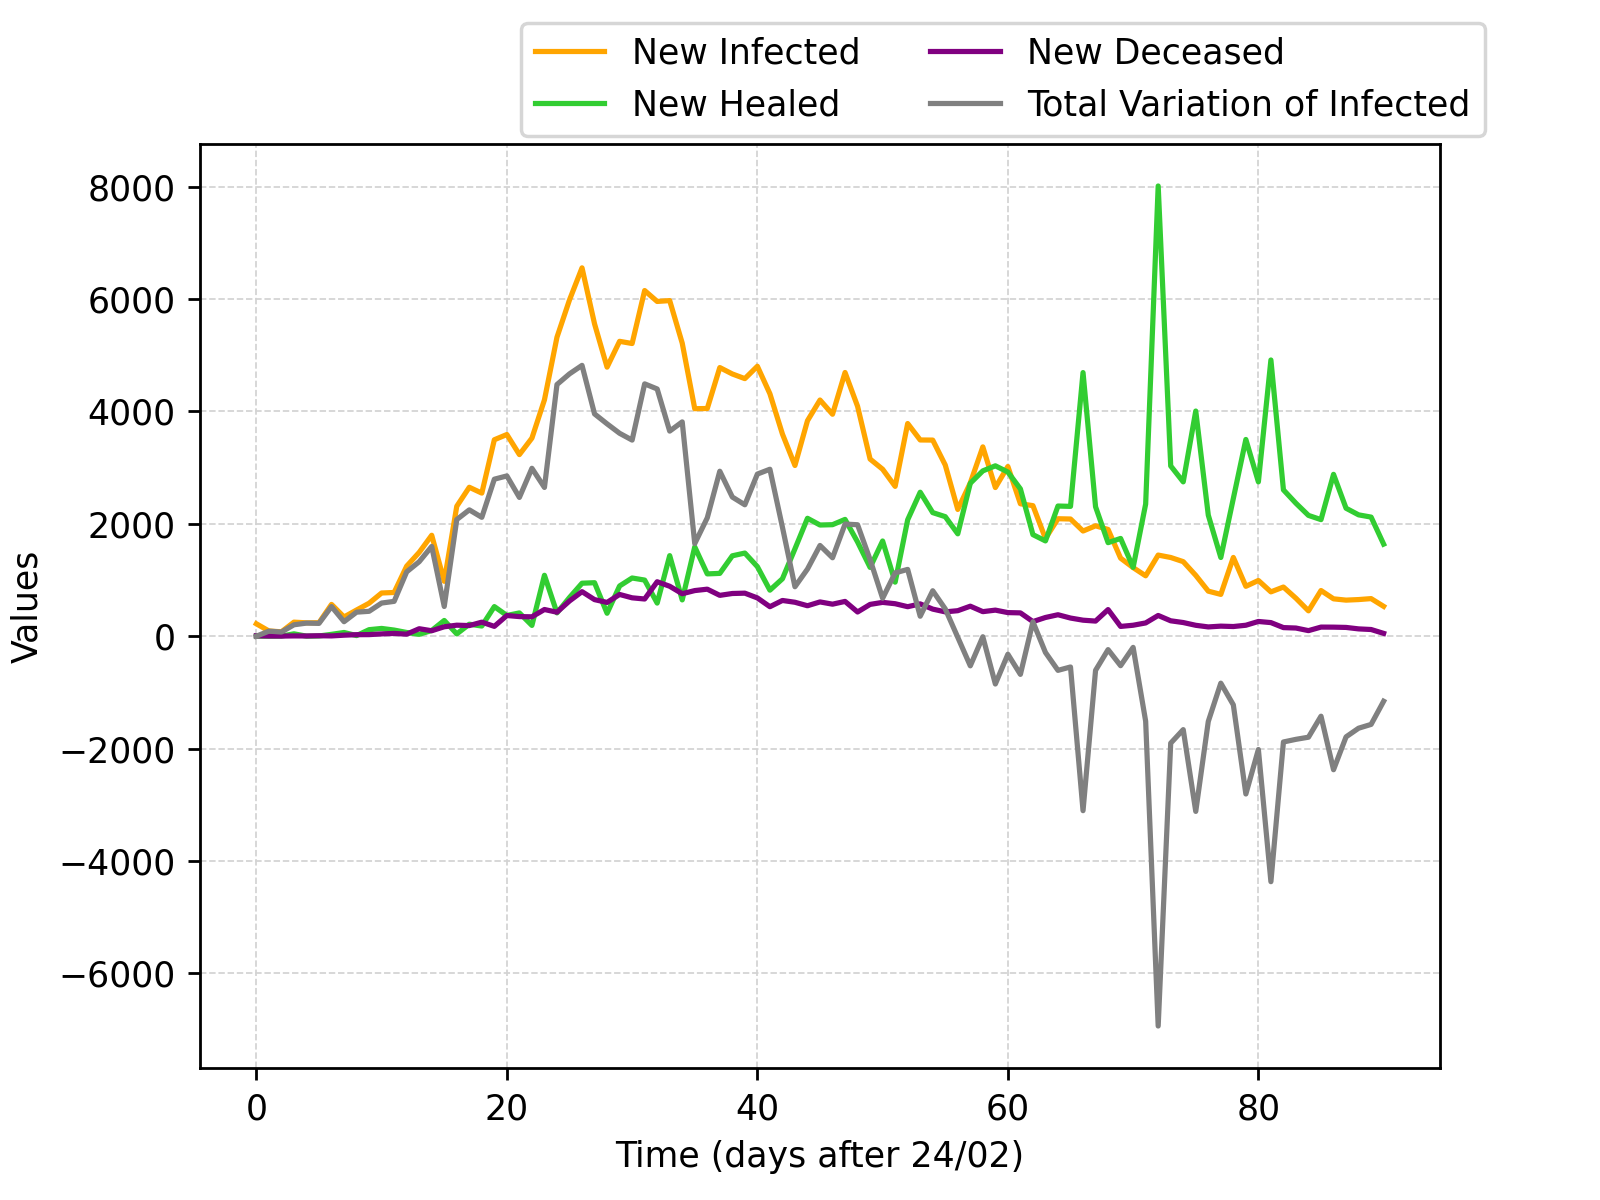 New Infected
New Healed
New Deceased
Total Variation of Infected
8000
6000
4000
2000
0
−2000
−4000
−6000
Values
0 20 40 60 80
Time (days after 24/02)